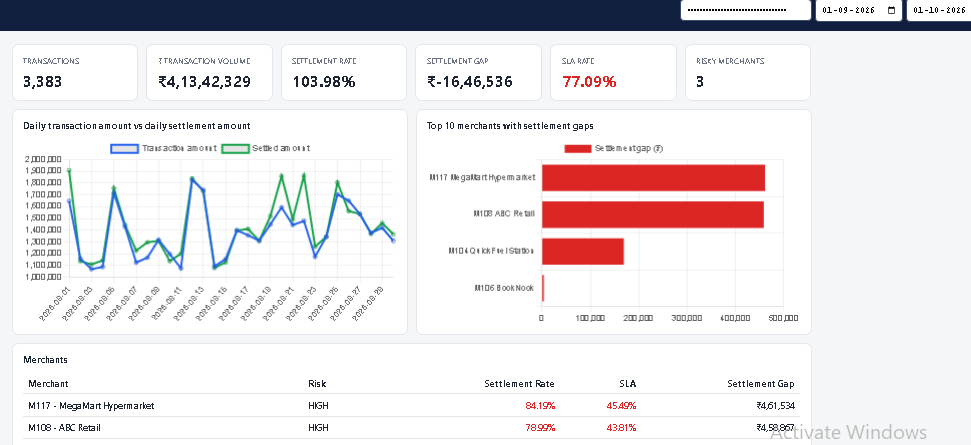 01-09-2026
01-10-2026
TRANSACTIONS
3,383
₹ TRANSACTION VOLUME
₹4,13,42,329
SETTLEMENT RATE
103.98%
SETTLEMENT GAP
₹-16,46,536
SLA RATE
77.09%
RISKY MERCHANTS
3
Daily transaction amount vs daily settlement amount
Transaction amount
Settled amount
2,000,000
1,900,000
1,800,000
1,700,000
1,600,000
1,500,000
1,400,000
1,300,000
1,200,000
1,100,000
1,000,000
2026-09-01
2026-09-03
2026-09-05
2026-09-07
2026-09-09
2026-09-11
2026-09-13
2026-09-15
2026-09-17
2026-09-19
2026-09-21
2026-09-23
2026-09-25
2026-09-27
2026-09-29
Top 10 merchants with settlement gaps
Settlement gap (₹)
M117 MegaMart Hypermarket
M108 ABC Retail
M104 QuickFuel Station
M106 BookNook
0
100,000
200,000
300,000
400,000
500,000
Merchants
Merchant Risk Settlement Rate SLA Settlement Gap
M117 - MegaMart Hypermarket HIGH 84.19% 45.49% ₹4,61,534
M108 - ABC Retail HIGH 78.99% 43.81% ₹4,58,867
Activate Windows